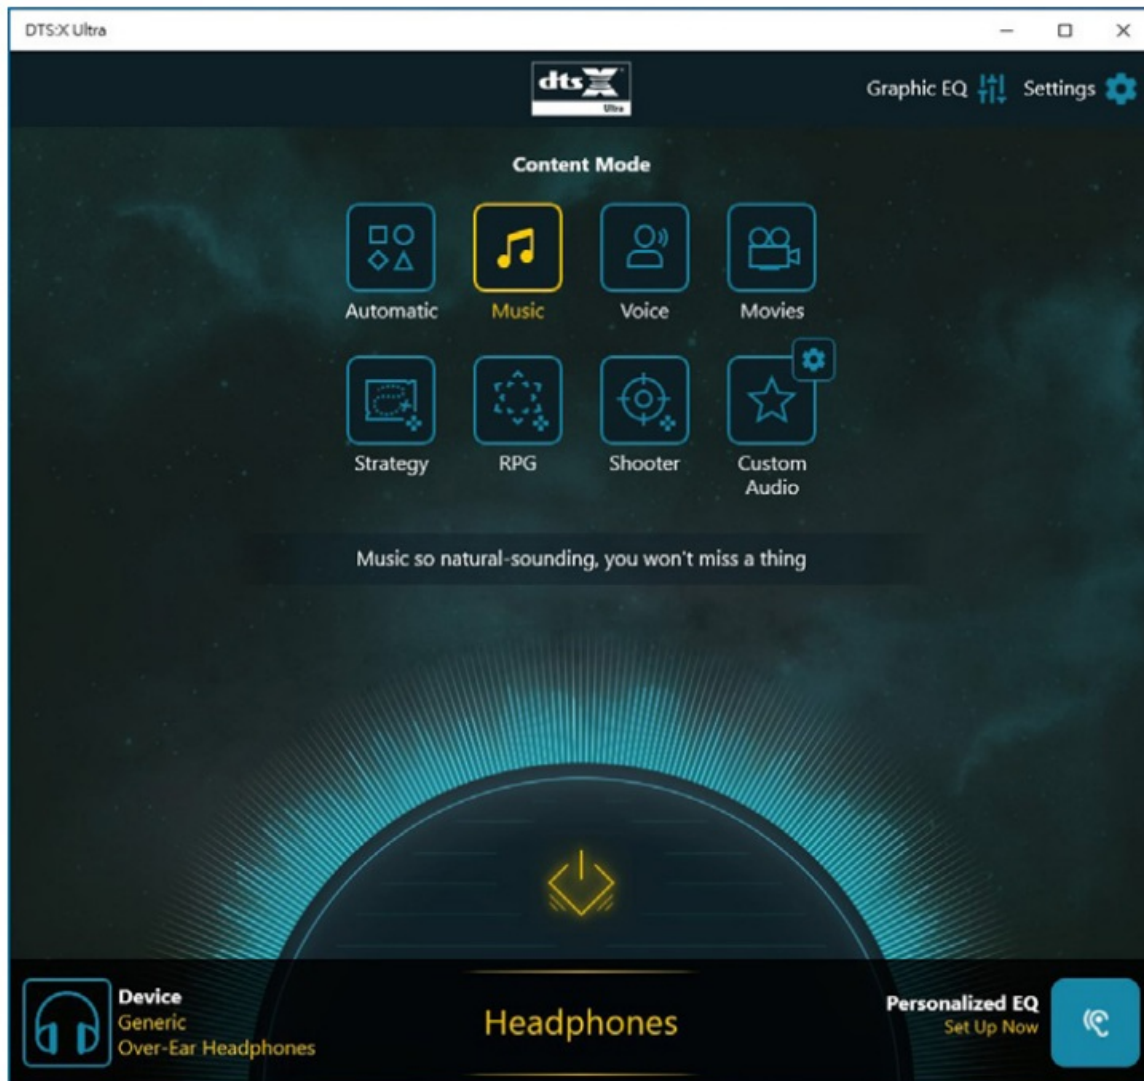 DTS:X Ultra
dts X
Ultra
Graphic EQ
Settings
Content Mode
Automatic
Music
Voice
Movies
Strategy
RPG
Shooter
Custom
Audio
Music so natural-sounding, you won't miss a thing
Device
Generic
Over-Ear Headphones
Headphones
Personalized EQ
Set Up Now